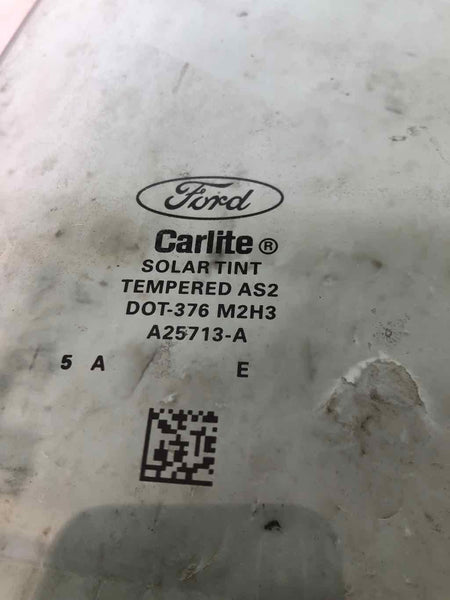 Ford
Carlite®
SOLAR TINT
TEMPERED AS2
DOT-376 M2H3
A25713-A
5 A E